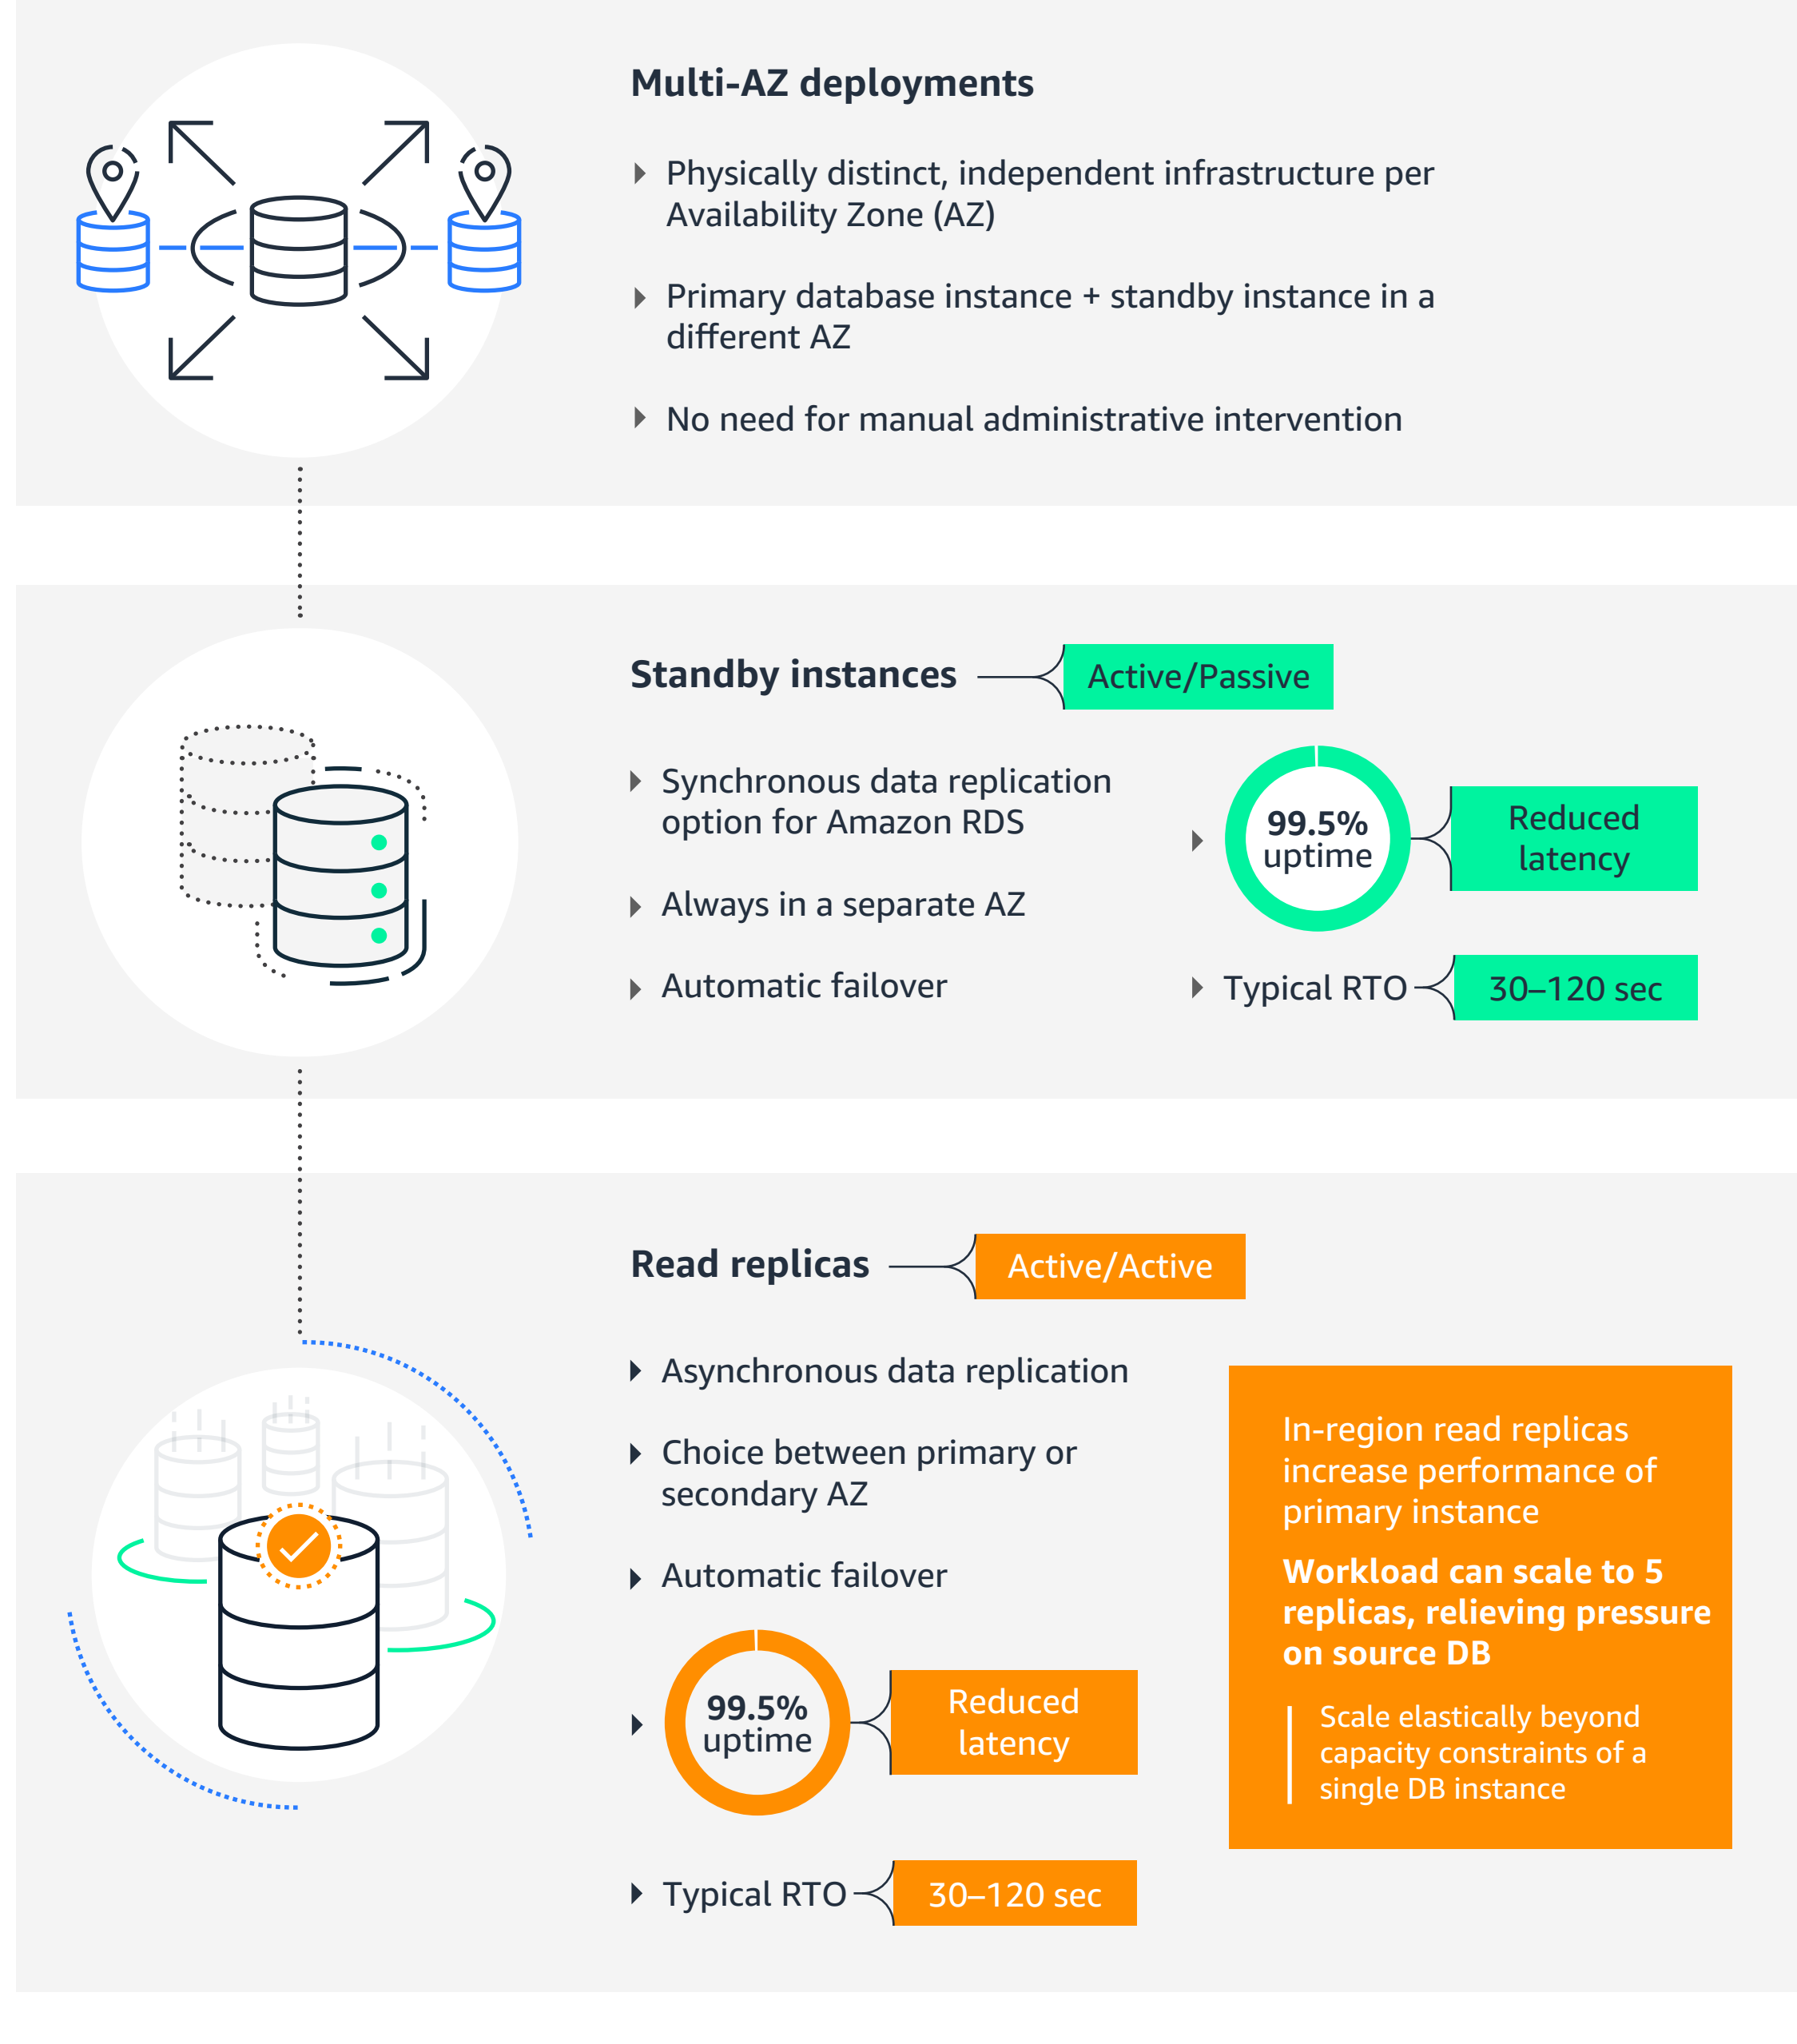 Multi-AZ deployments
Physically distinct, independent infrastructure per
Availability Zone (AZ)
Primary database instance + standby instance in a
different AZ
No need for manual administrative intervention
Standby instances
Active/Passive
Synchronous data replication
option for Amazon RDS
Always in a separate AZ
Automatic failover
99.5%
uptime
Reduced
latency
Typical RTO
30–120 sec
Read replicas
Active/Active
Asynchronous data replication
Choice between primary or
secondary AZ
Automatic failover
99.5%
uptime
Reduced
latency
Typical RTO
30–120 sec
In-region read replicas
increase performance of
primary instance
Workload can scale to 5
replicas, relieving pressure
on source DB
Scale elastically beyond
capacity constraints of a
single DB instance